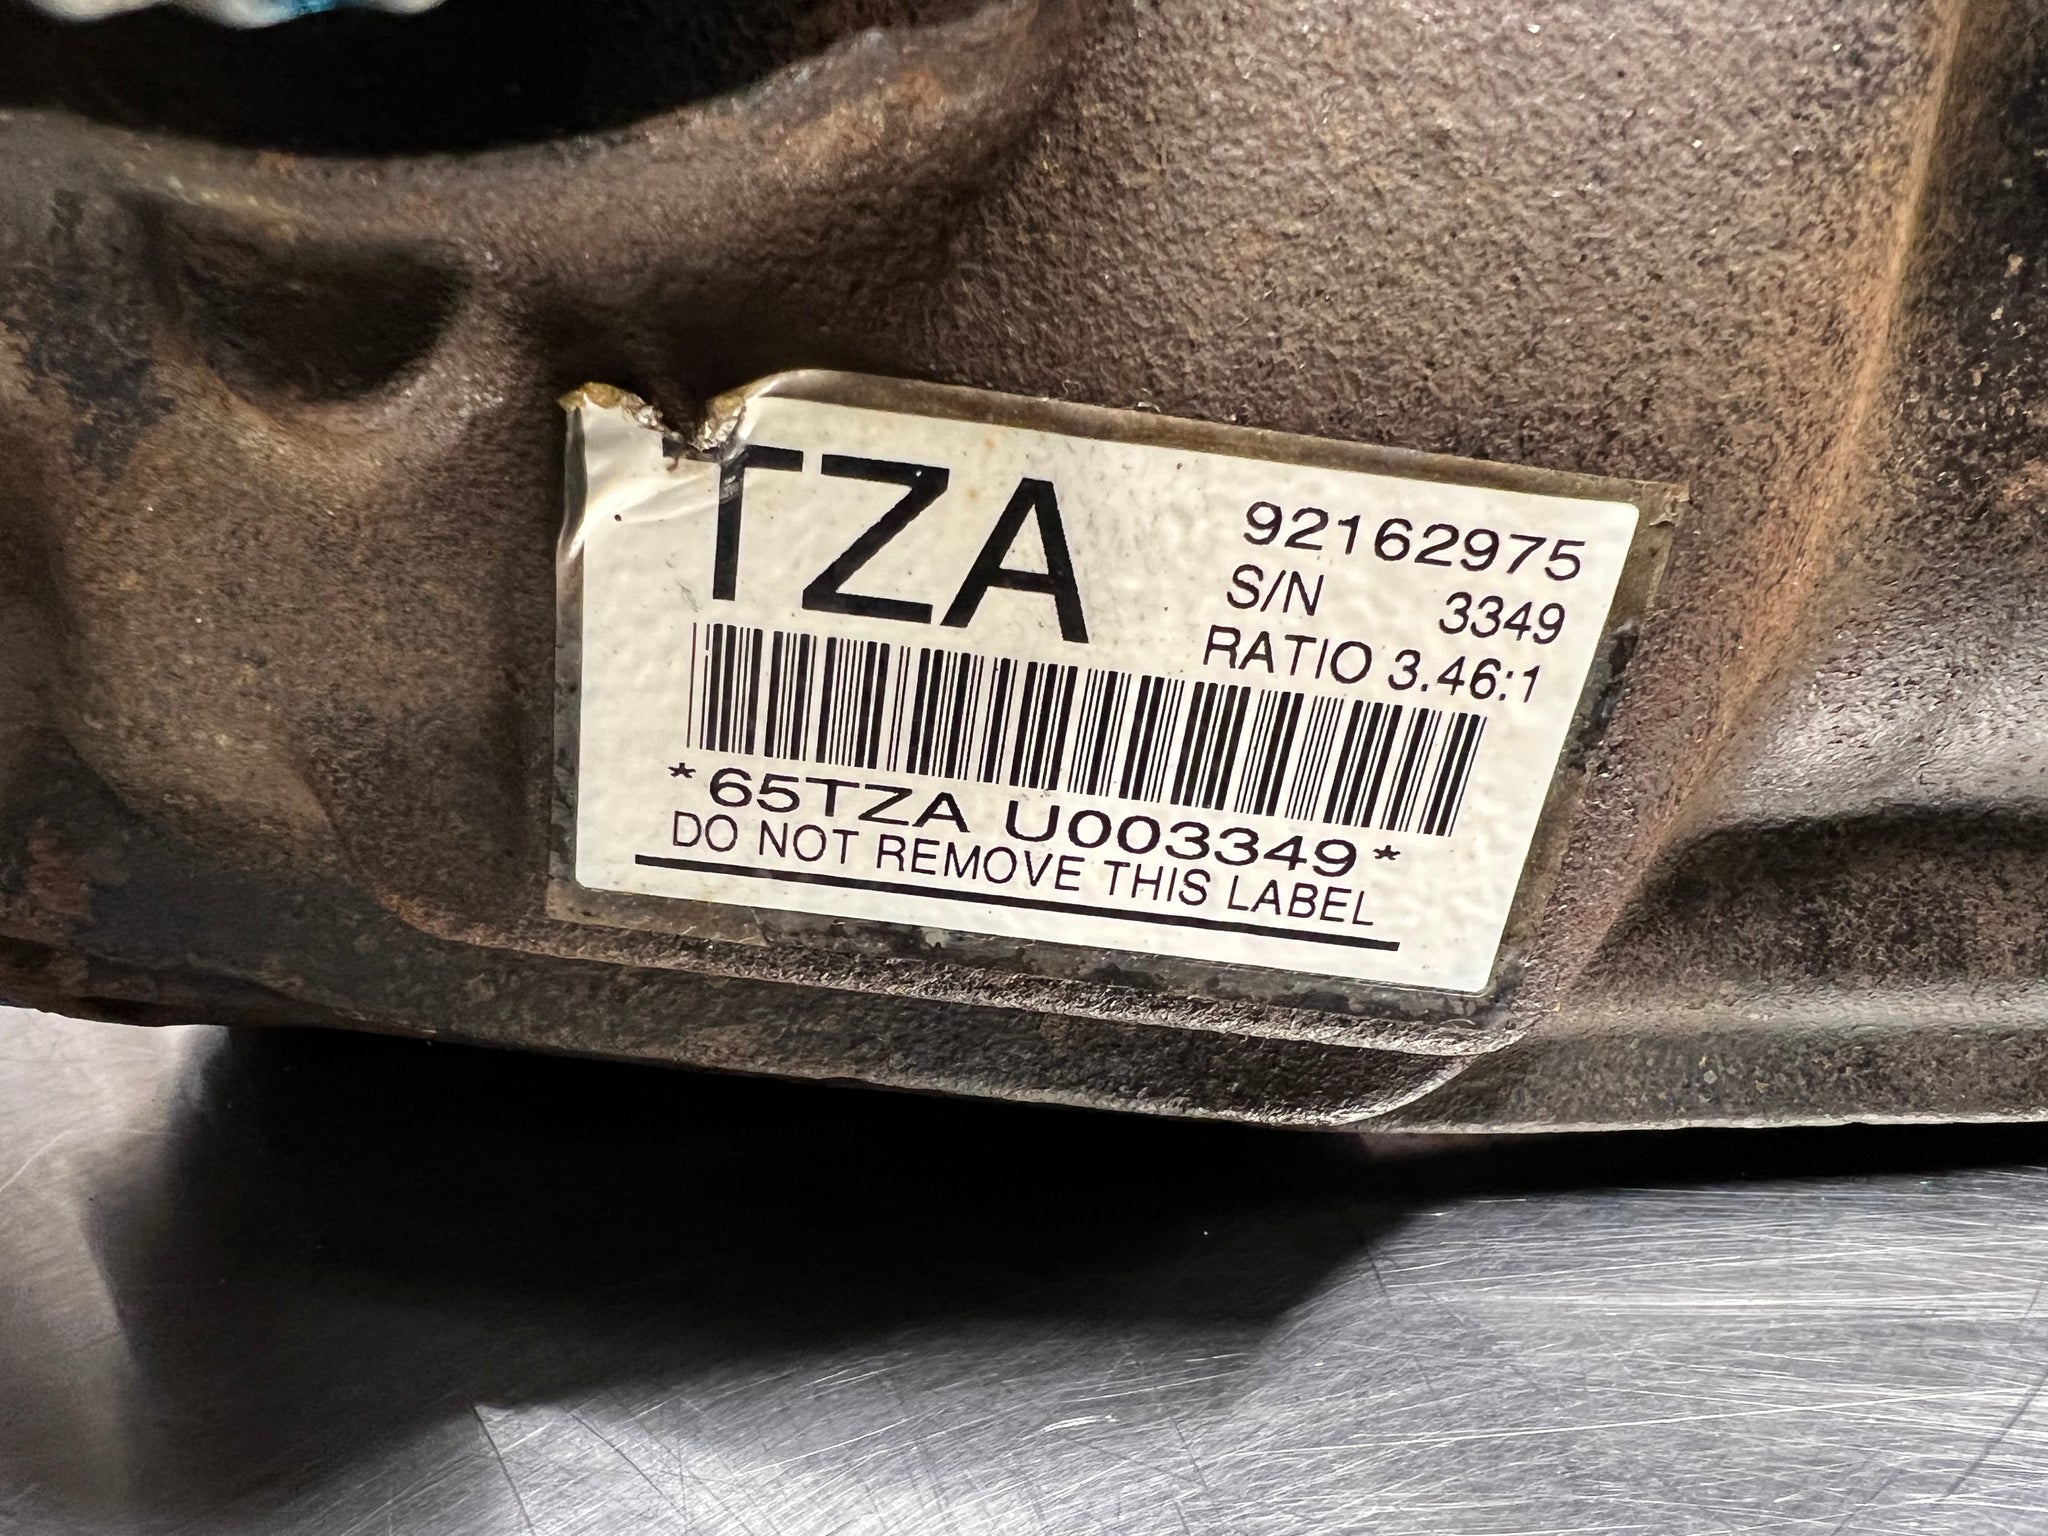 TZA
92162975
S/N 3349
RATIO 3.46:1
*65TZA U003349*
DO NOT REMOVE THIS LABEL